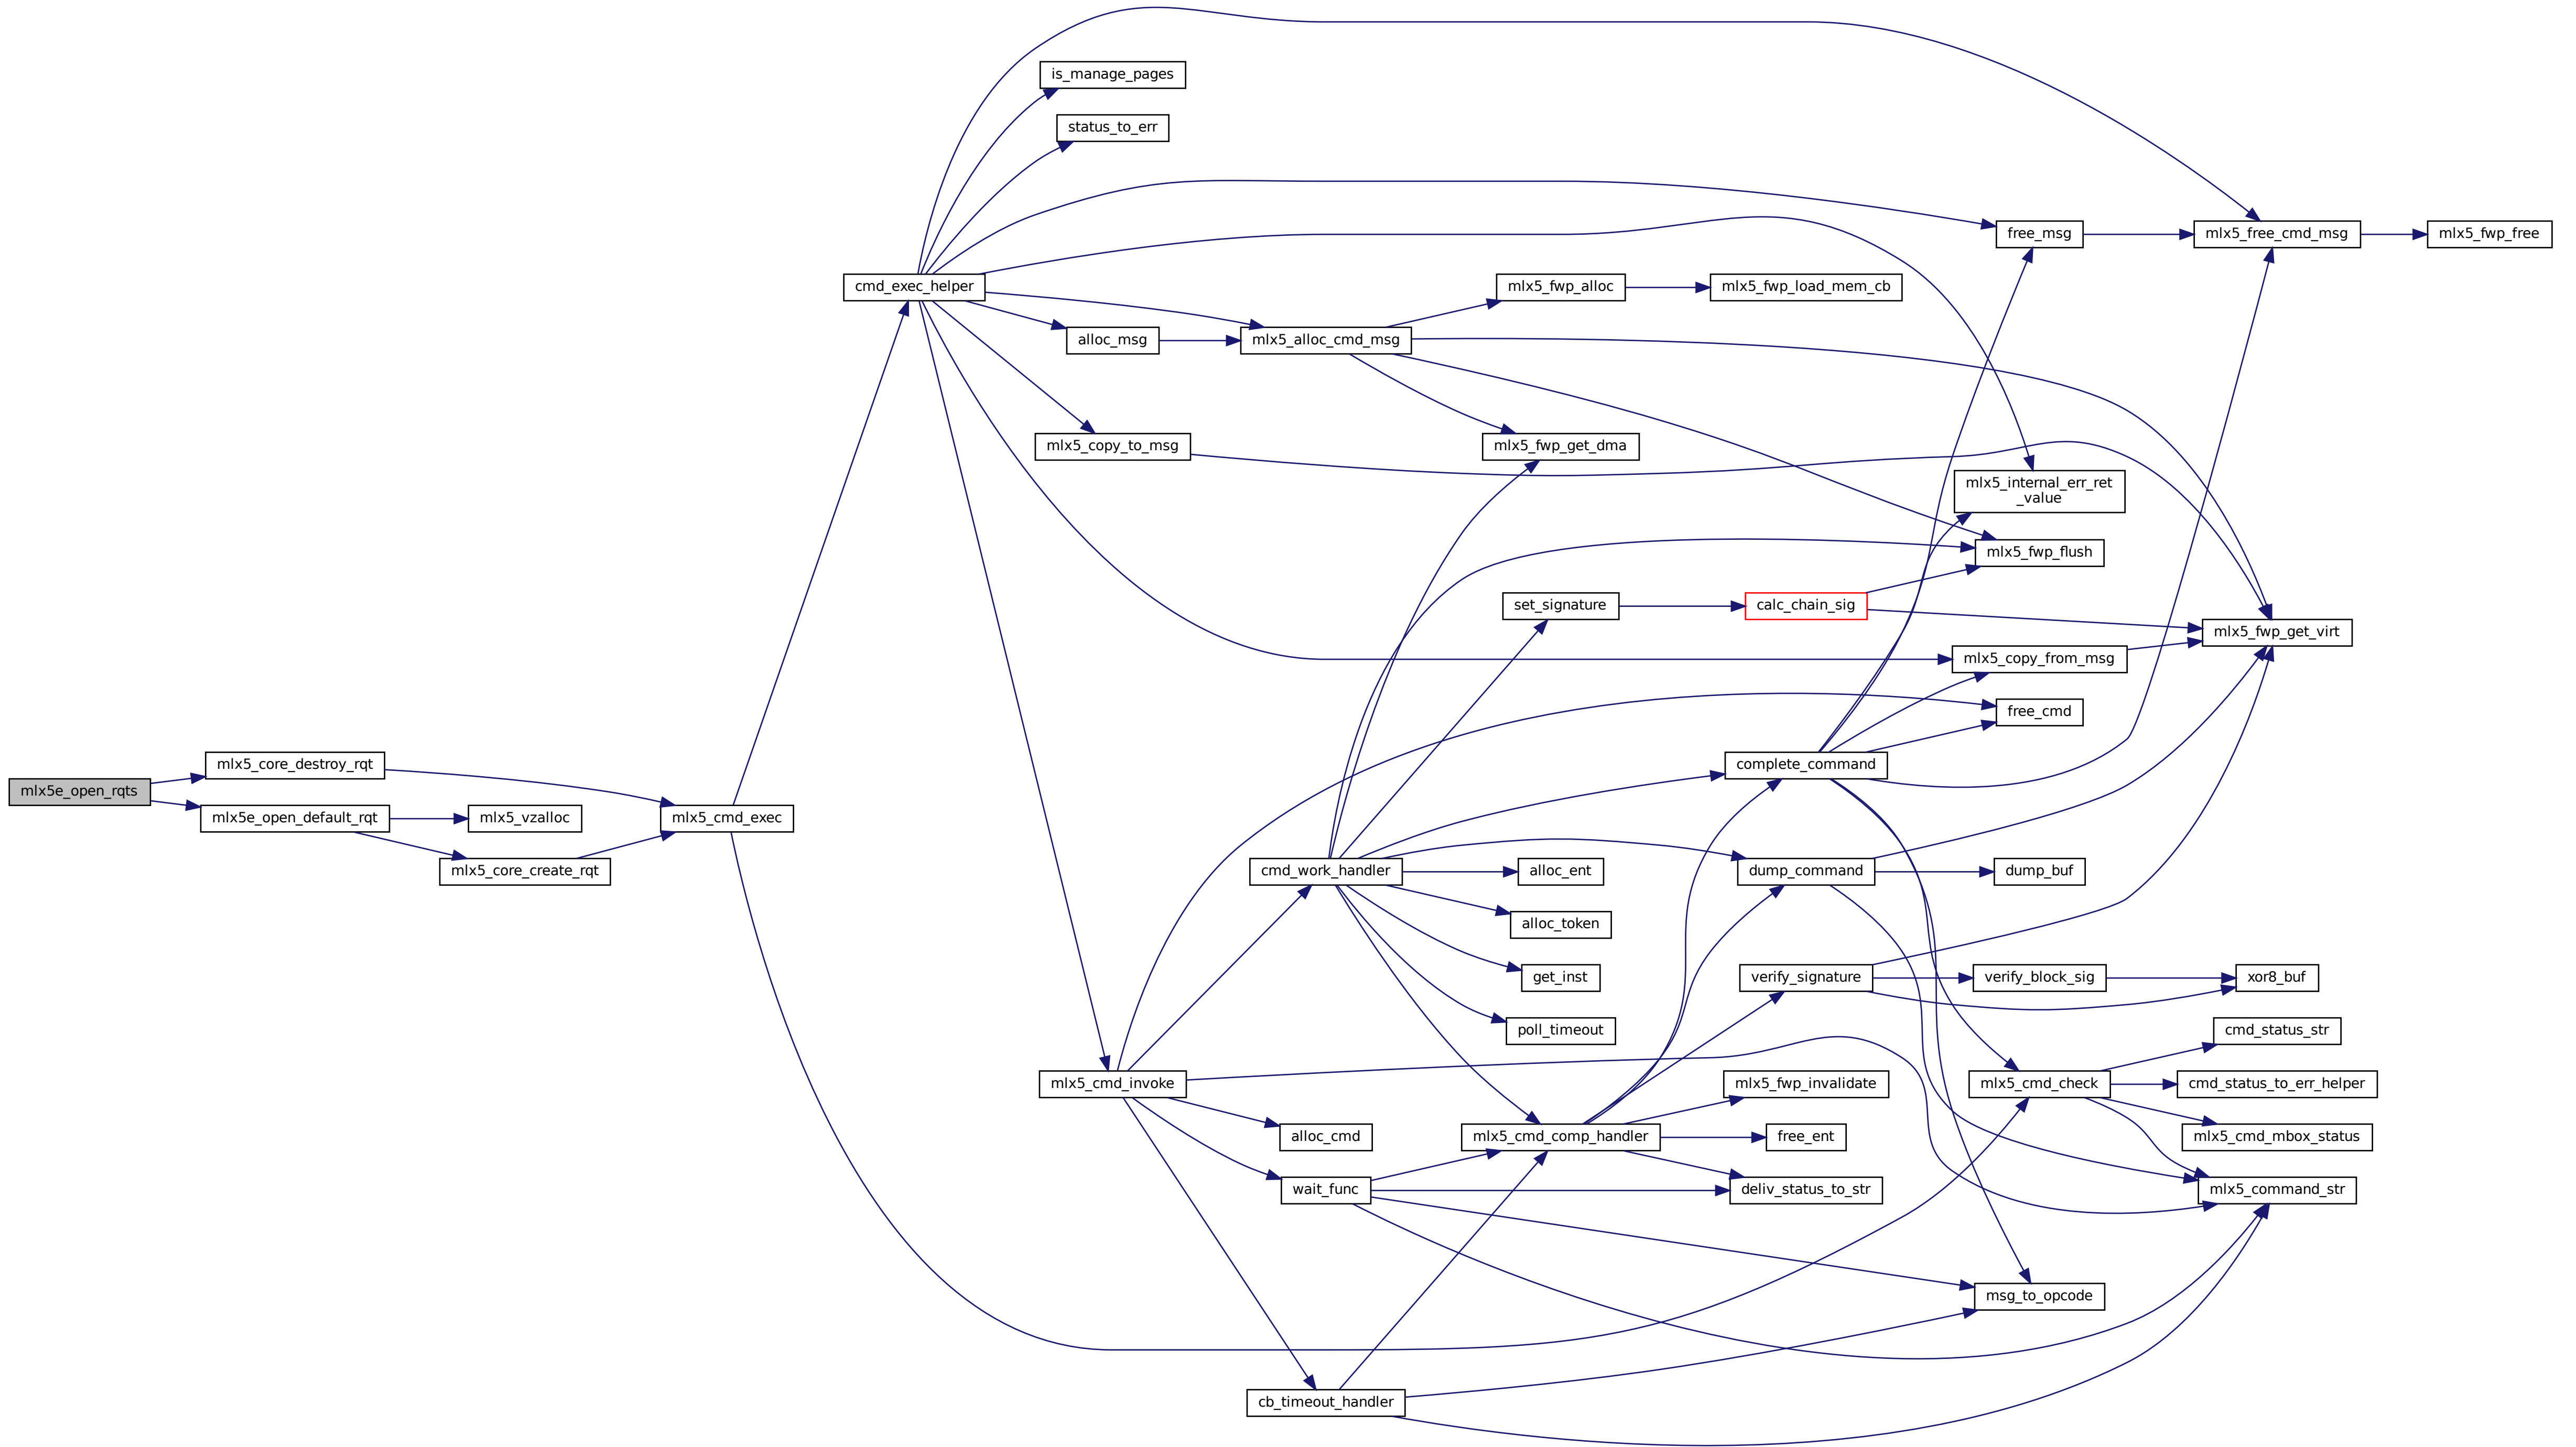 is_manage_pages
status_to_err
free_msg
mlx5_free_cmd_msg
mlx5_fwp_free
cmd_exec_helper
mlx5_fwp_alloc
mlx5_fwp_load_mem_cb
alloc_msg
mlx5_alloc_cmd_msg
mlx5_copy_to_msg
mlx5_fwp_get_dma
mlx5_internal_err_ret
_value
mlx5_fwp_flush
set_signature
calc_chain_sig
mlx5_fwp_get_virt
mlx5_copy_from_msg
free_cmd
mlx5_core_destroy_rqt
complete_command
mlx5e_open_rqts
mlx5e_open_default_rqt
mlx5_vzalloc
mlx5_cmd_exec
mlx5_core_create_rqt
cmd_work_handler
alloc_ent
dump_command
dump_buf
alloc_token
get_inst
verify_signature
verify_block_sig
xor8_buf
poll_timeout
cmd_status_str
mlx5_cmd_invoke
mlx5_fwp_invalidate
mlx5_cmd_check
cmd_status_to_err_helper
alloc_cmd
mlx5_cmd_comp_handler
free_ent
mlx5_cmd_mbox_status
wait_func
deliv_status_to_str
mlx5_command_str
msg_to_opcode
cb_timeout_handler